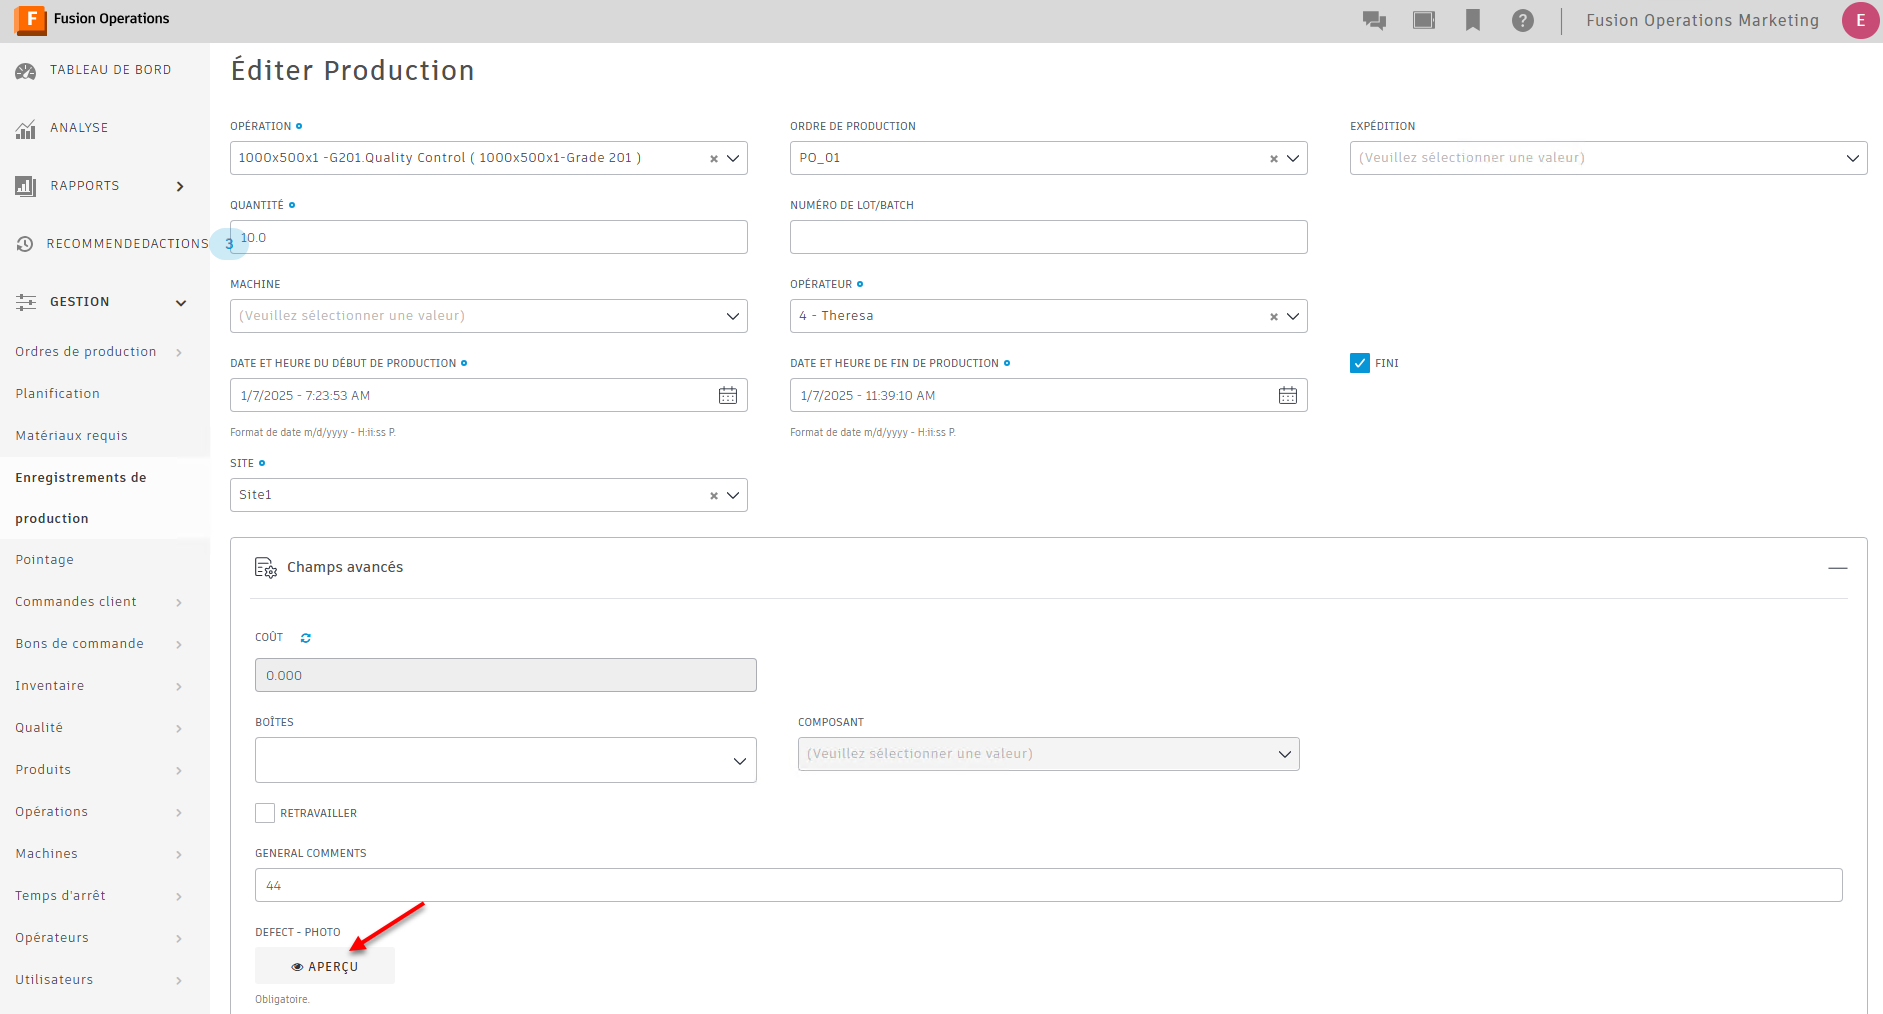 F Fusion Operations
? Fusion Operations Marketing E
TABLEAU DE BORD
ANALYSE
RAPPORTS
RECOMMENDEDACTIONS 3
GESTION
Ordres de production
Planification
Matériaux requis
Enregistrements de
production
Pointage
Commandes client
Bons de commande
Inventaire
Qualité
Produits
Opérations
Machines
Temps d'arrêt
Opérateurs
Utilisateurs
Éditer Production
OPÉRATION ORDRE DE PRODUCTION EXPÉDITION
1000x500x1 -G201.Quality Control ( 1000x500x1-Grade 201 ) PO_01 (Veuillez sélectionner une valeur)
QUANTITÉ NUMÉRO DE LOT/BATCH
10.0
MACHINE OPÉRATEUR
(Veuillez sélectionner une valeur) 4 - Theresa
DATE ET HEURE DU DÉBUT DE PRODUCTION DATE ET HEURE DE FIN DE PRODUCTION FINI
1/7/2025 - 7:23:53 AM 1/7/2025 - 11:39:10 AM
Format de date m/d/yyyy - H:ii:ss P. Format de date m/d/yyyy - H:ii:ss P.
SITE
Site1
Champs avancés
COÛT
0.000
BOÎTES COMPOSANT
(Veuillez sélectionner une valeur)
RETRAVAILLER
GENERAL COMMENTS
44
DEFECT - PHOTO
APERÇU
Obligatoire.